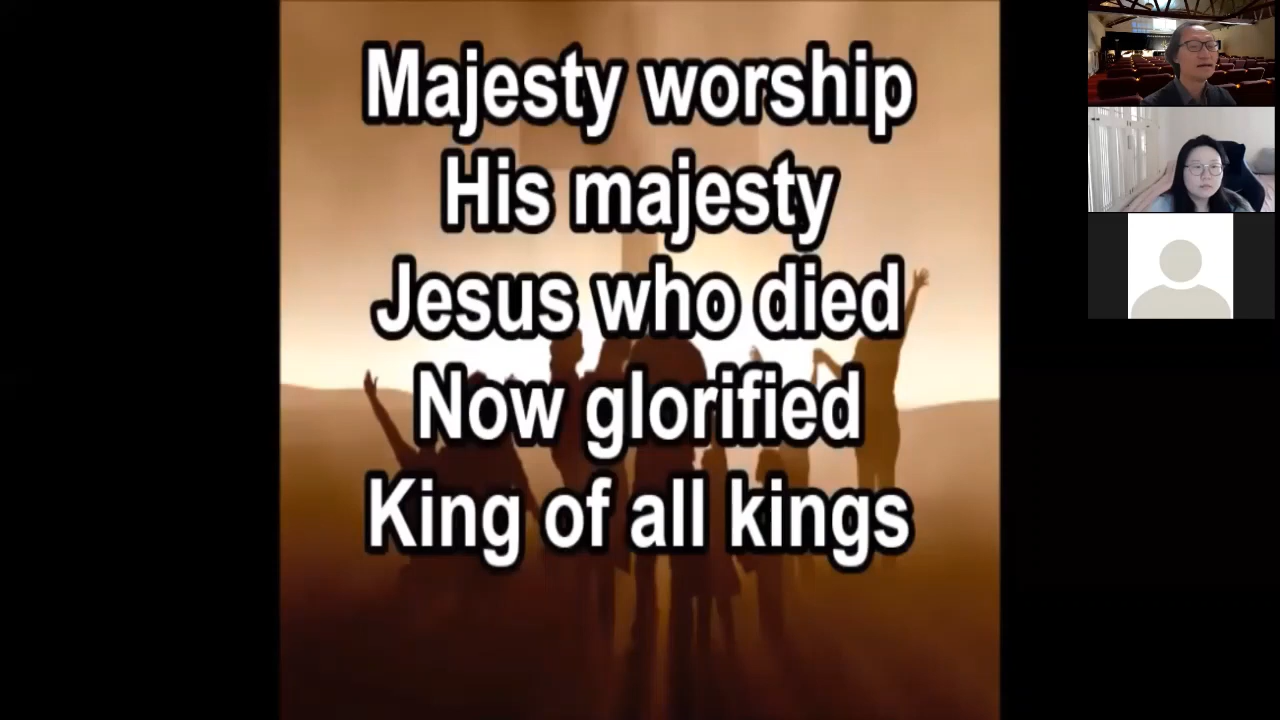 Majesty worship
His majesty
Jesus who died
Now glorified
King of all kings